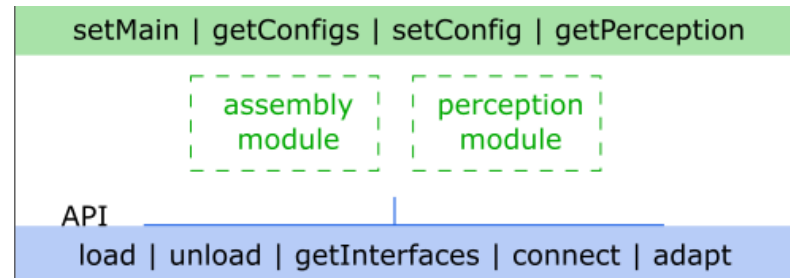 setMain | getConfigs | setConfig | getPerception
assembly module
perception module
API
load | unload | getInterfaces | connect | adapt